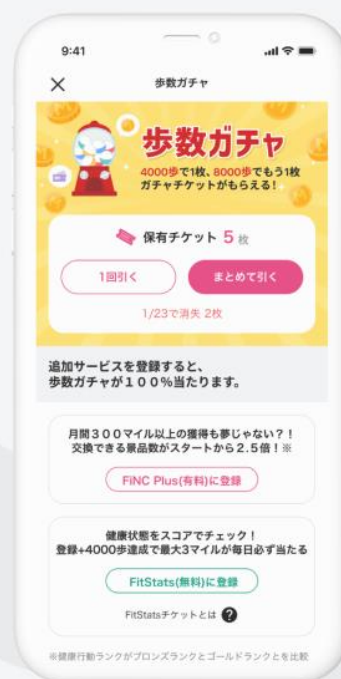 9:41
歩数ガチャ
歩数ガチャ
4000歩で1枚、8000歩でもう1枚
ガチャチケットがもらえる!
保有チケット 5 枚
1回引く
まとめて引く
1/23で消失 2枚
追加サービスを登録すると、
歩数ガチャが100%当たります。
月間300マイル以上の獲得も夢じゃない?!
交換できる景品数がスタートから2.5倍!※
FiNC Plus(有料)に登録
健康状態をスコアでチェック!
登録+4000歩達成で最大3マイルが毎日必ず当たる
FitStats(無料)に登録
FitStatsチケットとは ?
※健康行動ランクがブロンズランクとゴールドランクとを比較